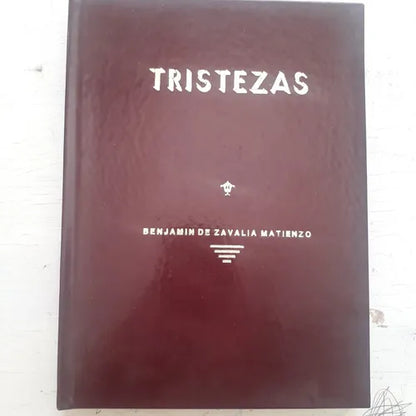 TRISTEZAS
BENJAMIN DE ZAVALIA MATIENZO